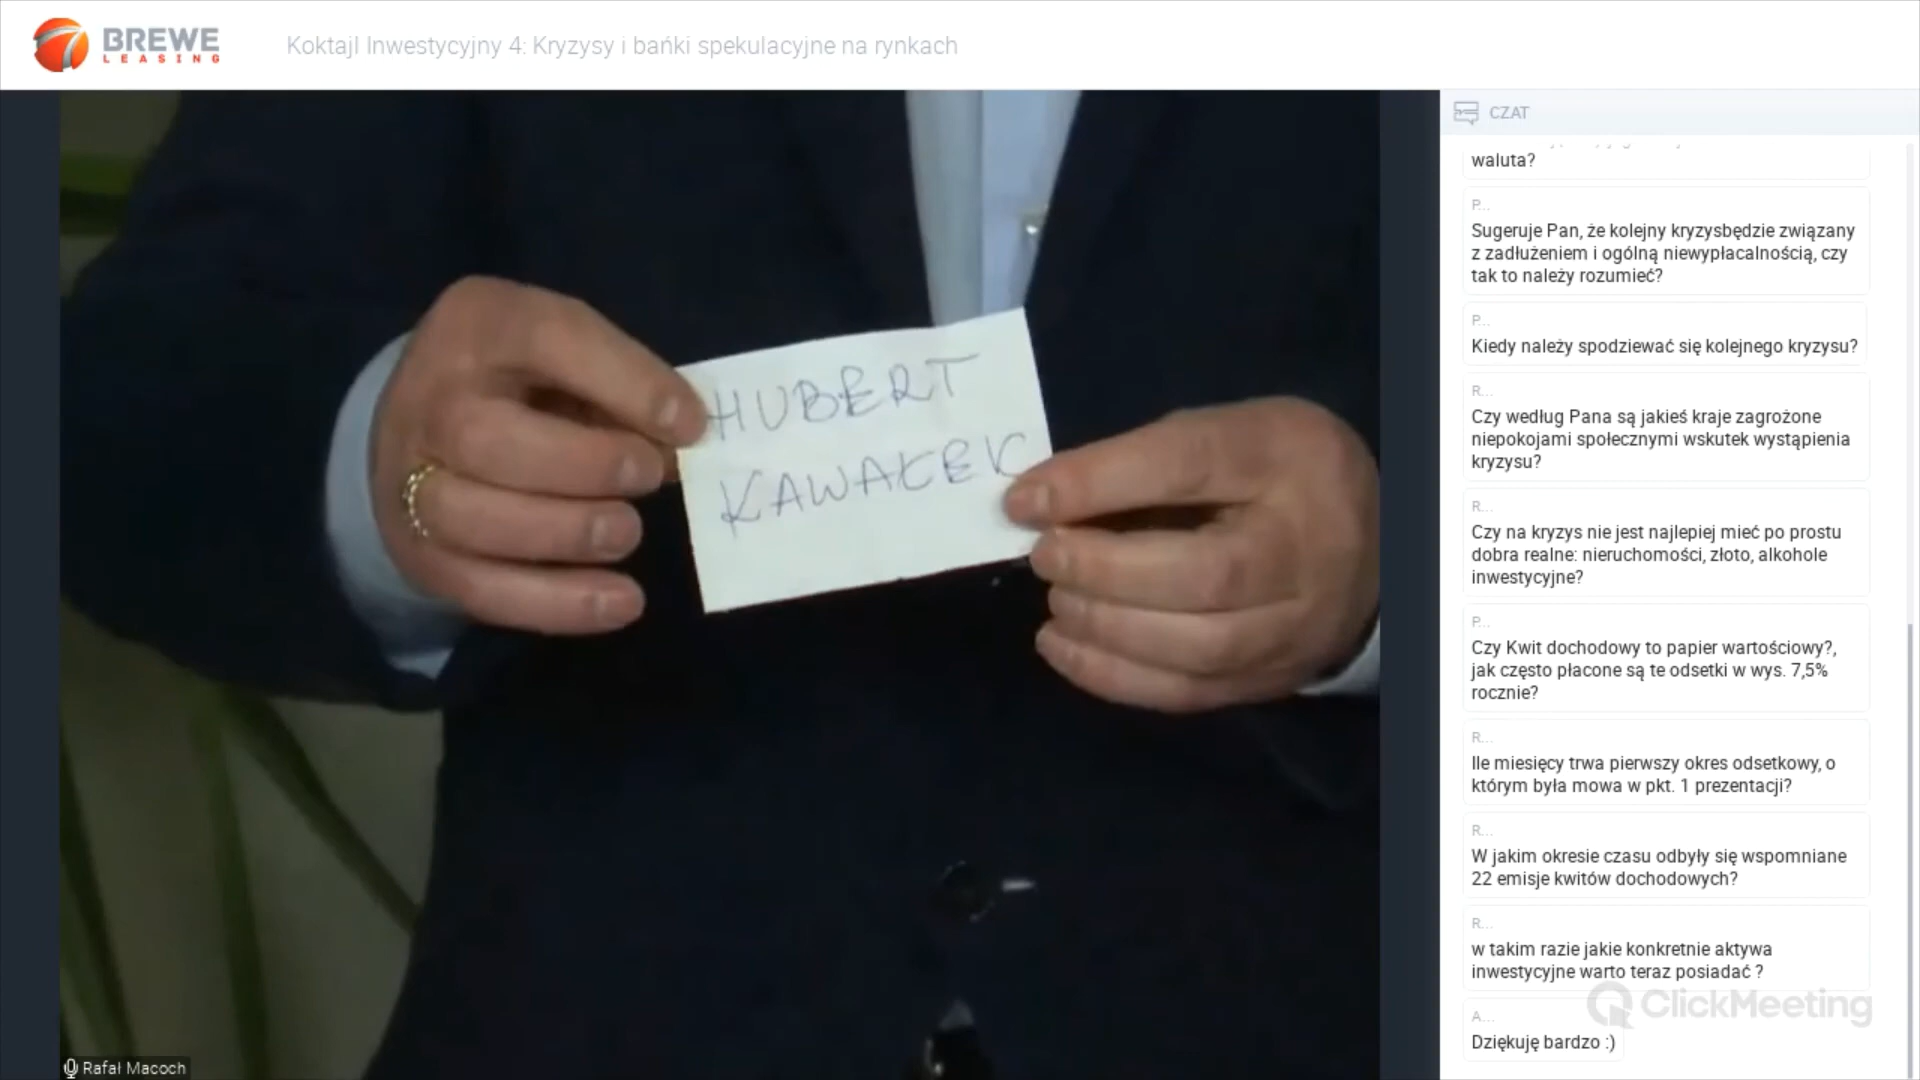 BREWE
LEASING
Koktajl Inwestycyjny 4: Kryzysy i bańki spekulacyjne na rynkach
HUBERT
KAWAŁEK
Rafał Macoch
CZAT
waluta?
P...
Sugeruje Pan, że kolejny kryzysbędzie związany
z zadłużeniem i ogólną niewypłacalnością, czy
tak to należy rozumieć?
P...
Kiedy należy spodziewać się kolejnego kryzysu?
R...
Czy według Pana są jakieś kraje zagrożone
niepokojami społecznymi wskutek wystąpienia
kryzysu?
R...
Czy na kryzys nie jest najlepiej mieć po prostu
dobra realne: nieruchomości, złoto, alkohole
inwestycyjne?
P...
Czy Kwit dochodowy to papier wartościowy?,
jak często płacone są te odsetki w wys. 7,5%
rocznie?
R...
Ile miesięcy trwa pierwszy okres odsetkowy, o
którym była mowa w pkt. 1 prezentacji?
R...
W jakim okresie czasu odbyły się wspomniane
22 emisje kwitów dochodowych?
R...
w takim razie jakie konkretnie aktywa
inwestycyjne warto teraz posiadać ?
ClickMeeting
A...
Dziękuję bardzo :)